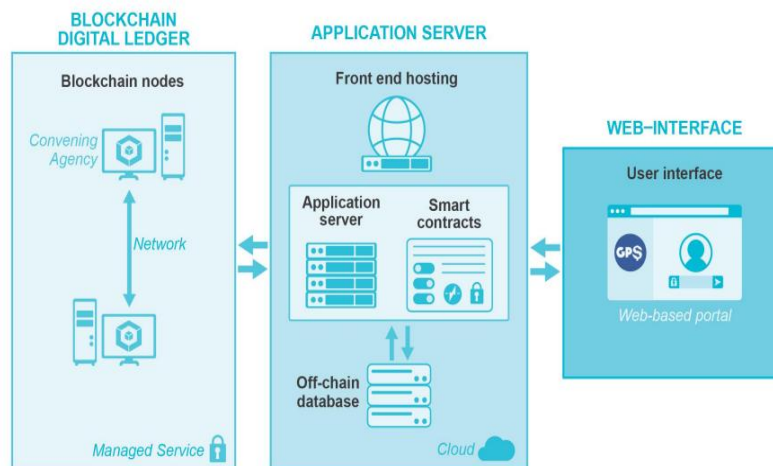 BLOCKCHAIN
DIGITAL LEDGER
Blockchain nodes
Convening
Agency
Network
Managed Service
APPLICATION SERVER
Front end hosting
Application
server
Smart
contracts
Off-chain
database
Cloud
WEB–INTERFACE
User interface
GPS
Web-based portal